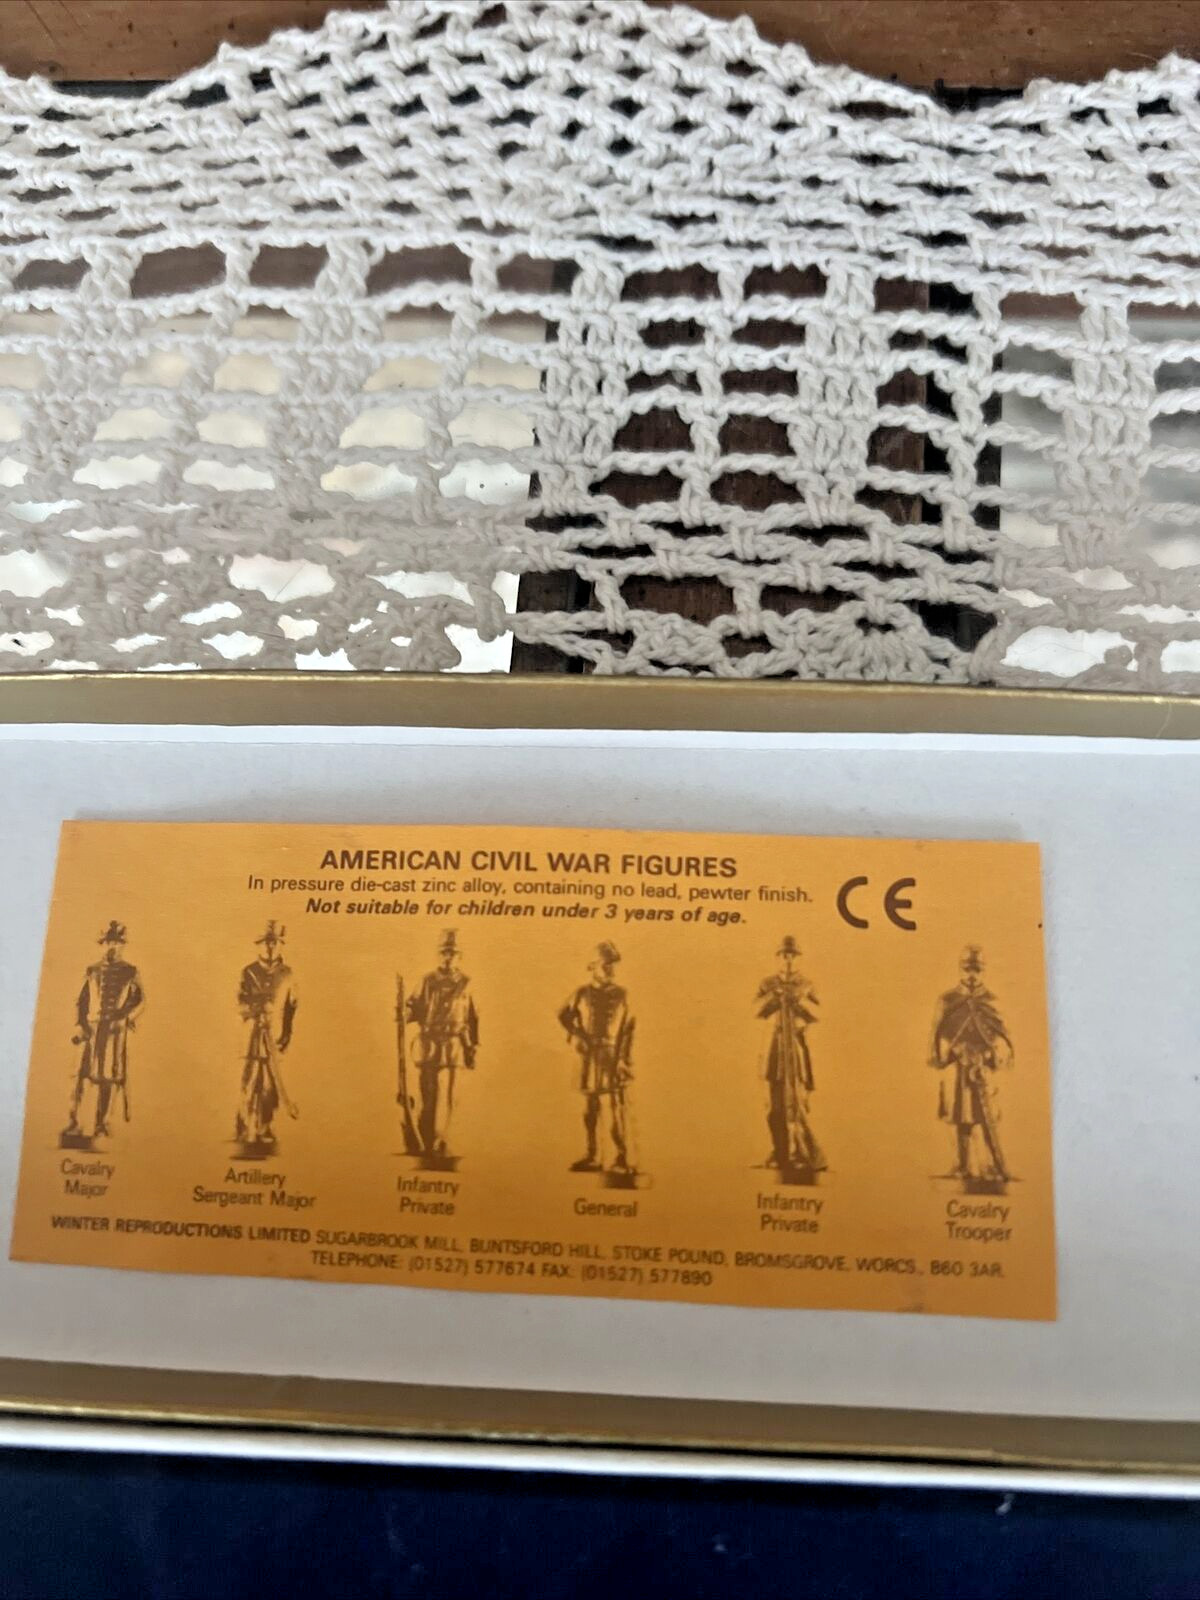 AMERICAN CIVIL WAR FIGURES
In pressure die-cast zinc alloy, containing no lead, pewter finish.
Not suitable for children under 3 years of age.
CE
Cavalry
Major
Artillery
Sergeant Major
Infantry
Private
General
Infantry
Private
Cavalry
Trooper
WINTER REPRODUCTIONS LIMITED SUGARBROOK MILL, BUNTSFORD HILL, STOKE POUND, BROMSGROVE, WORCS., B60 3AR.
TELEPHONE: (01527) 577674 FAX: (01527) 577890